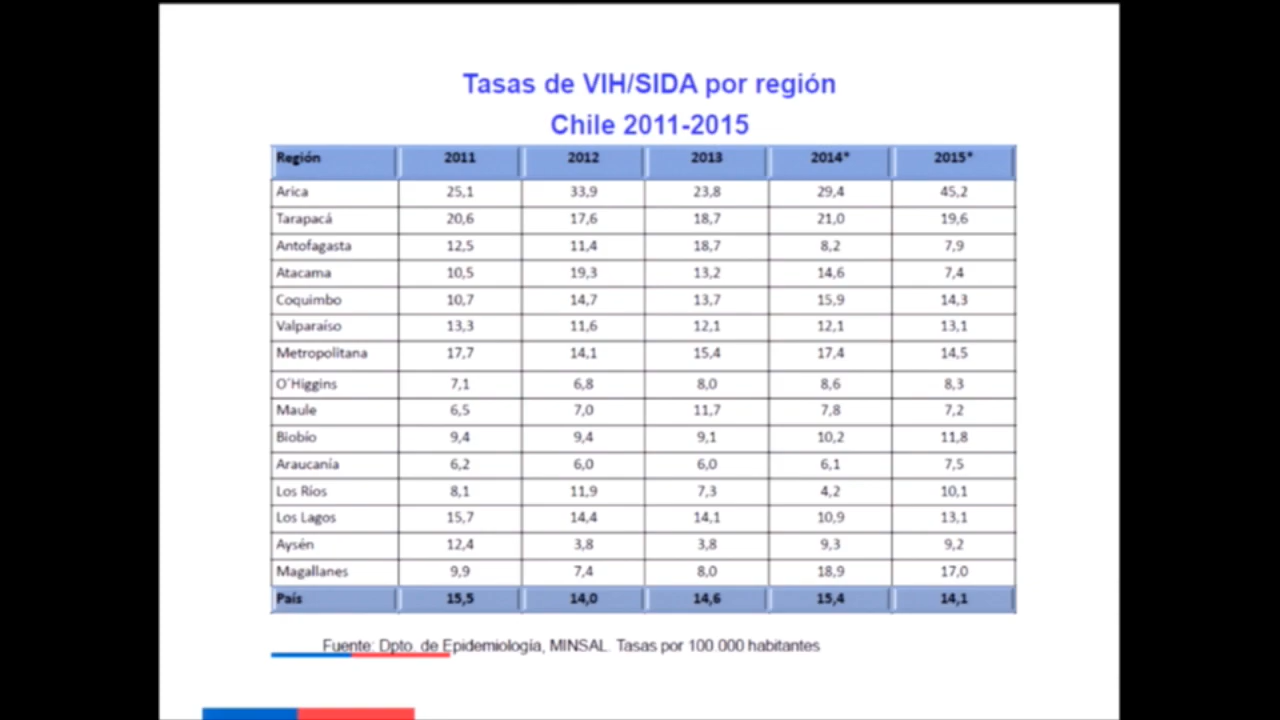 Tasas de VIH/SIDA por región
Chile 2011-2015
Región 2011 2012 2013 2014* 2015*
Arica 25,1 33,9 23,8 29,4 45,2
Tarapacá 20,6 17,6 18,7 21,0 19,6
Antofagasta 12,5 11,4 18,7 8,2 7,9
Atacama 10,5 19,3 13,2 14,6 7,4
Coquimbo 10,7 14,7 13,7 15,9 14,3
Valparaíso 13,3 11,6 12,1 12,1 13,1
Metropolitana 17,7 14,1 15,4 17,4 14,5
O´Higgins 7,1 6,8 8,0 8,6 8,3
Maule 6,5 7,0 11,7 7,8 7,2
Biobío 9,4 9,4 9,1 10,2 11,8
Araucanía 6,2 6,0 6,0 6,1 7,5
Los Ríos 8,1 11,9 7,3 4,2 10,1
Los Lagos 15,7 14,4 14,1 10,9 13,1
Aysén 12,4 3,8 3,8 9,3 9,2
Magallanes 9,9 7,4 8,0 18,9 17,0
País 15,5 14,0 14,6 15,4 14,1
Fuente: Dpto. de Epidemiología, MINSAL. Tasas por 100.000 habitantes